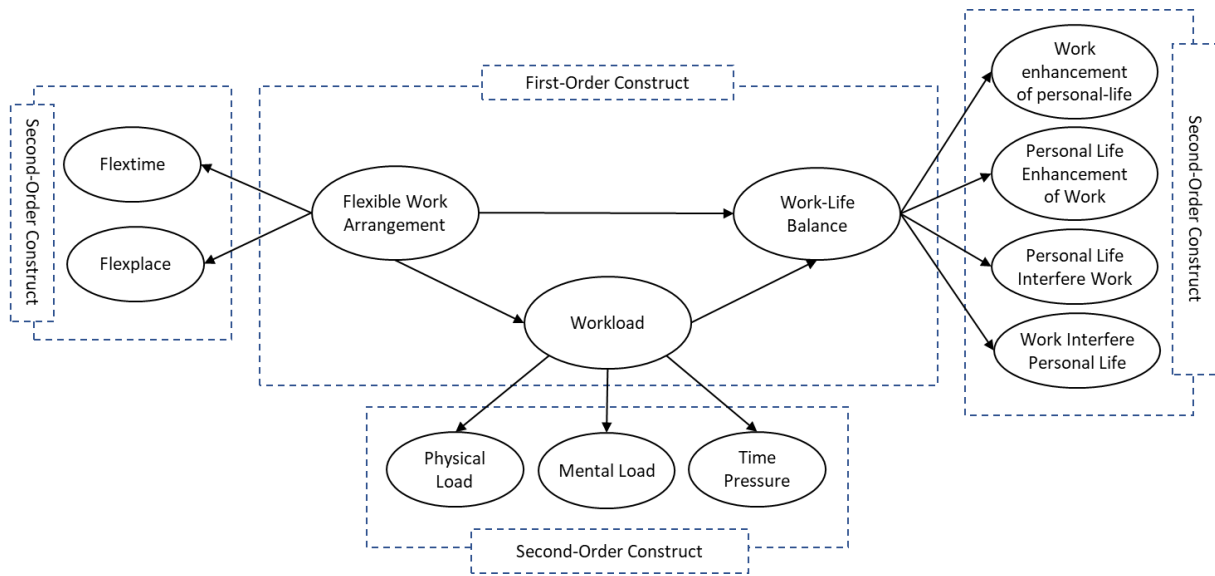 Second-Order Construct
Flextime
Flexplace
First-Order Construct
Flexible Work
Arrangement
Work-Life
Balance
Workload
Physical
Load
Mental Load
Time
Pressure
Second-Order Construct
Work
enhancement
of personal-life
Personal Life
Enhancement
of Work
Personal Life
Interfere Work
Work Interfere
Personal Life
Second-Order Construct